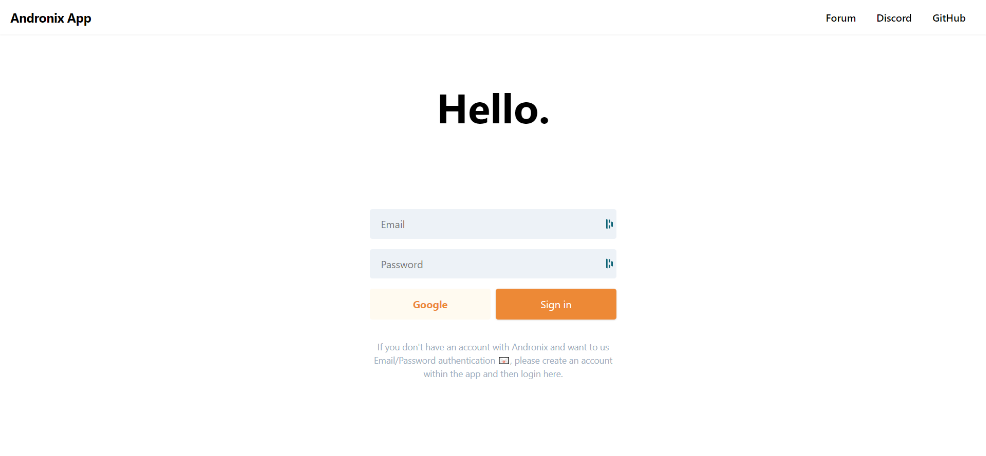 Andronix App
Forum Discord GitHub
Hello.
Email
Password
Google
Sign in
If you don't have an account with Andronix and want to us
Email/Password authentication 📧, please create an account
within the app and then login here.